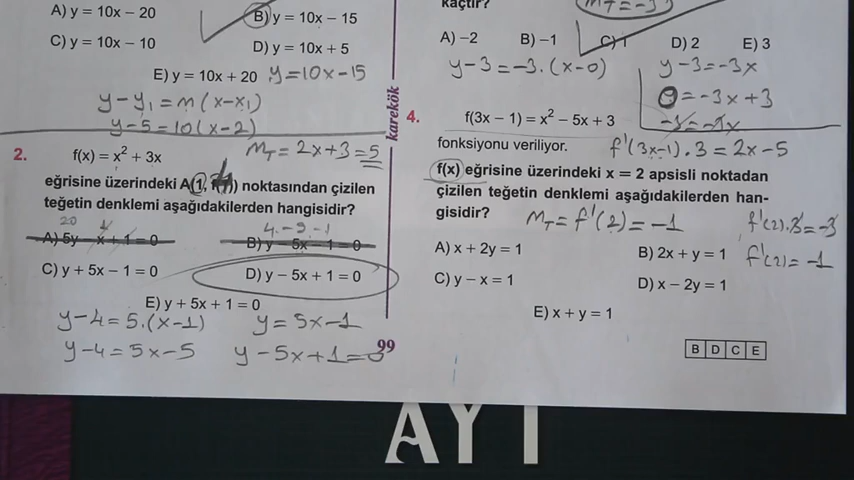 A) y = 10x − 20
B) y = 10x − 15
C) y = 10x − 10
D) y = 10x + 5
E) y = 10x + 20 y=10x−15
y−y₁ = m(x−x₁)
y−5=10(x−2)
2. f(x) = x² + 3x
m_T = 2x+3=5
eğrisine üzerindeki A(1, noktasından çizilen
teğetin denklemi aşağıdakilerden hangisidir?
A) 5y − x + 1 = 0
B) y − 5x − 1 = 0
C) y + 5x − 1 = 0
D) y − 5x + 1 = 0
E) y + 5x + 1 = 0
y−4=5.(x−1) y=5x−1
y−4=5x−5 y−5x+1=0
99
karekök
kaçtır?
m_T=−3
A) −2 B) −1 C) 1 D) 2 E) 3
y−3=−3.(x−0) y−3=−3x
0=−3x+3
4. f(3x − 1) = x² − 5x + 3
fonksiyonu veriliyor. f'(3x−1).3=2x−5
f(x) eğrisine üzerindeki x = 2 apsisli noktadan
çizilen teğetin denklemi aşağıdakilerden han-
gisidir? m_T=f'(2)=−1 f'(2).3=−3
A) x + 2y = 1 B) 2x + y = 1 f'(2)=−1
C) y − x = 1 D) x − 2y = 1
E) x + y = 1
B D C E
AYT